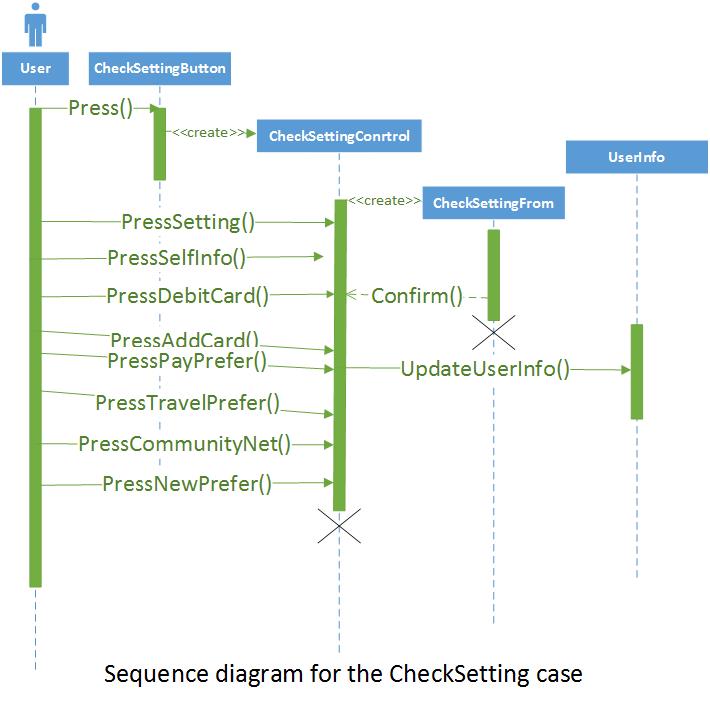 User
CheckSettingButton
Press()
<<create>>
CheckSettingConrtrol
UserInfo
<<create>>
CheckSettingFrom
PressSetting()
PressSelfInfo()
PressDebitCard()
Confirm()
PressAddCard()
PressPayPrefer()
UpdateUserInfo()
PressTravelPrefer()
PressCommunityNet()
PressNewPrefer()
Sequence diagram for the CheckSetting case